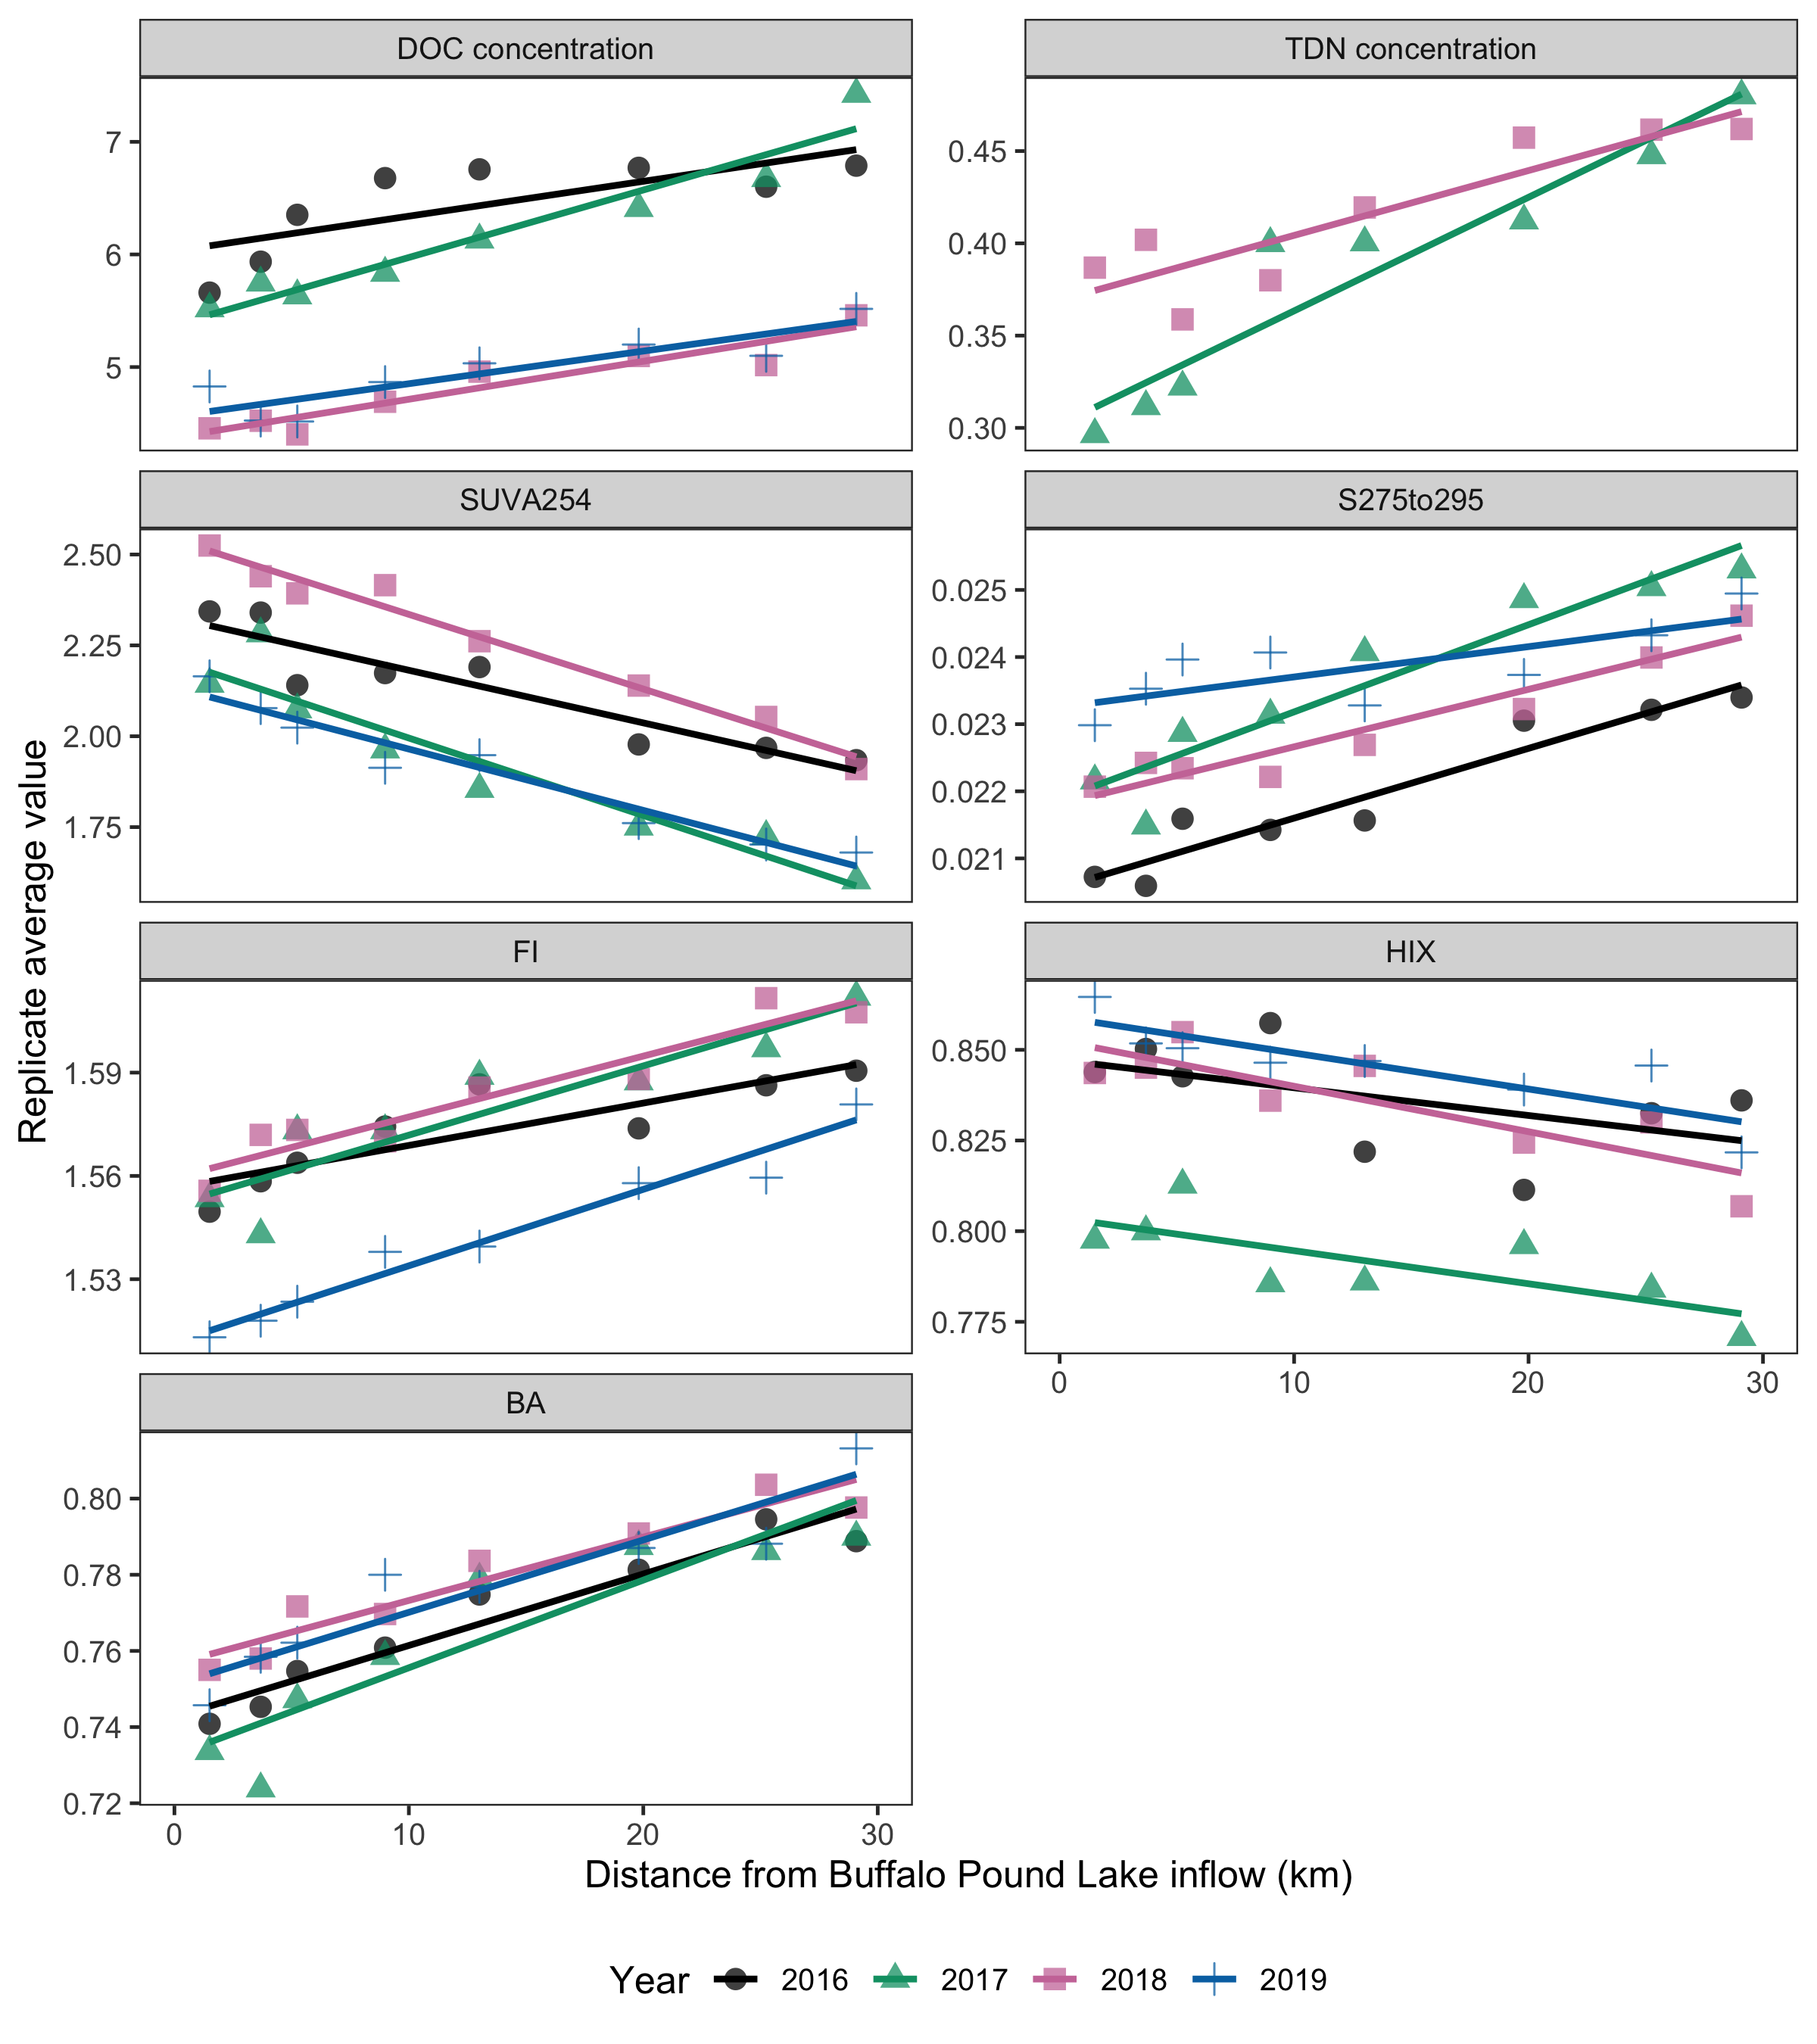 DOC concentration
TDN concentration
7
6
5
0.45
0.40
0.35
0.30
SUVA254
S275to295
2.50
2.25
2.00
1.75
0.025
0.024
0.023
0.022
0.021
FI
HIX
1.59
1.56
1.53
0.850
0.825
0.800
0.775
0 10 20 30
BA
0.80
0.78
0.76
0.74
0.72
0 10 20 30
Replicate average value
Distance from Buffalo Pound Lake inflow (km)
Year 2016 2017 2018 2019